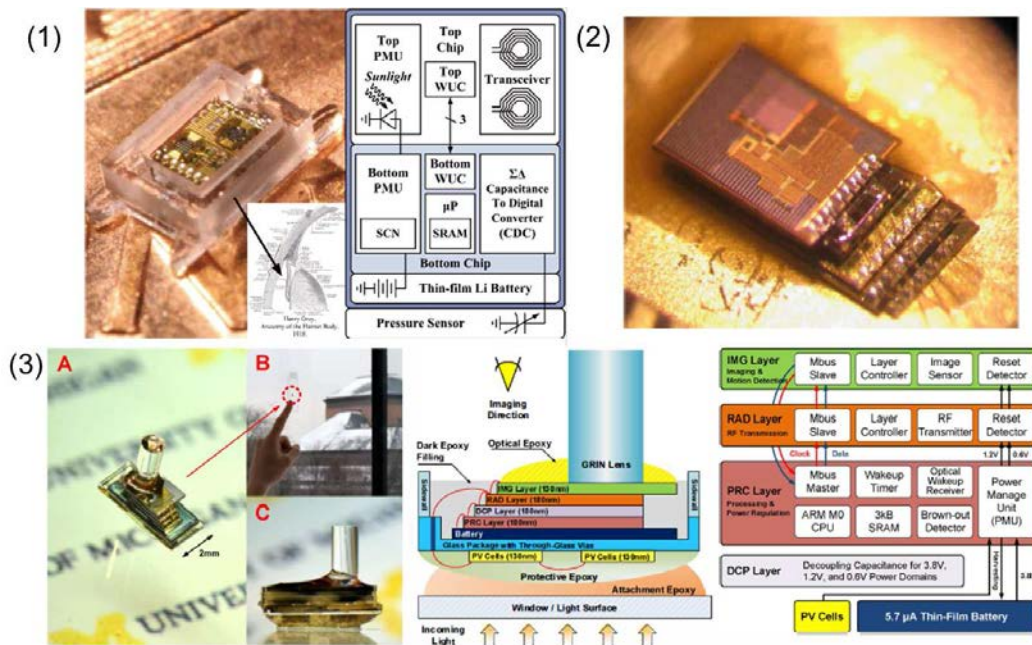 (1)
Top
PMU
Sunlight
Top
Chip
Top
WUC
Transceiver
3
Bottom
PMU
SCN
Bottom
WUC
μP
SRAM
ΣΔ
Capacitance
To Digital
Converter
(CDC)
Bottom Chip
Thin-film Li Battery
Pressure Sensor
Henry Gray,
Anatomy of the Human Body,
1918.
(2)
(3)
A
2mm
UNIVERSITY OF
OF MIC
UNIVER
B
C
Imaging
Direction
Dark Epoxy
Filling
Optical Epoxy
GRIN Lens
Sidewall
IMG Layer (130nm)
RAD Layer (180nm)
DCP Layer (180nm)
PRC Layer (180nm)
Battery
Sidewall
Glass Package with Through-Glass Vias
PV Cells (130nm)
PV Cells (130nm)
Protective Epoxy
Attachment Epoxy
Window / Light Surface
Incoming
Light
IMG Layer
Imaging &
Motion Detection
Mbus
Slave
Layer
Controller
Image
Sensor
Reset
Detector
RAD Layer
RF Transmission
Mbus
Slave
Layer
Controller
RF
Transmitter
Reset
Detector
Clock
Data
1.2V
0.6V
PRC Layer
Processing &
Power Regulation
Mbus
Master
Wakeup
Timer
Optical
Wakeup
Receiver
Power
Manage
Unit
(PMU)
ARM M0
CPU
3kB
SRAM
Brown-out
Detector
DCP Layer
Decoupling Capacitance for 3.8V,
1.2V, and 0.6V Power Domains
Harvesting
3.8
PV Cells
5.7 μA Thin-Film Battery